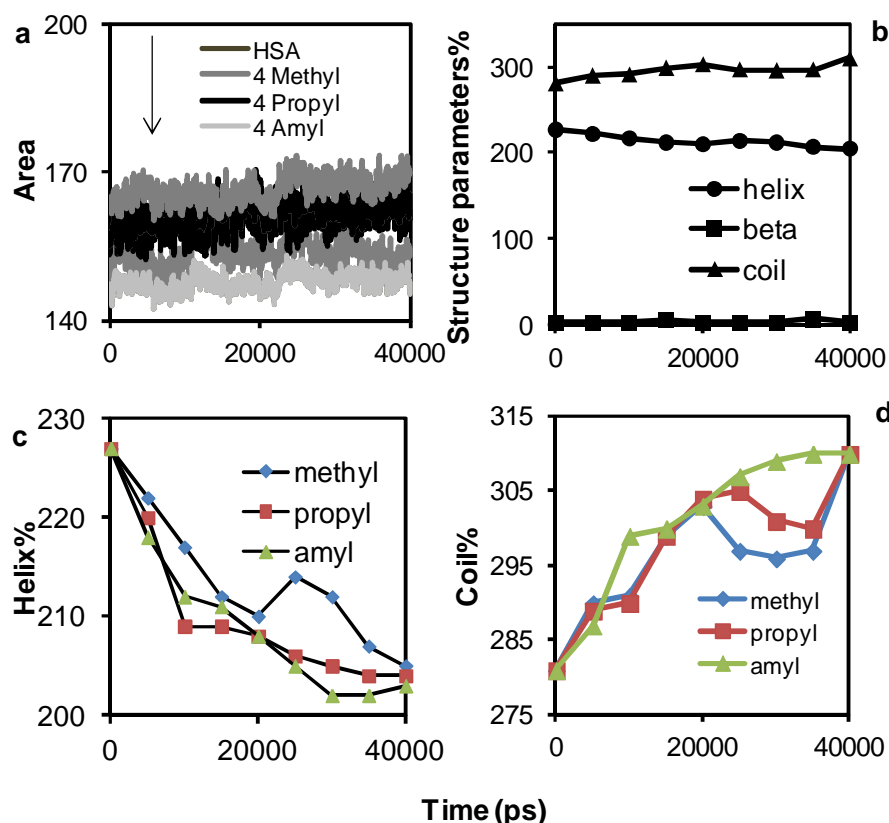 a
200
170
140
Area
HSA
4 Methyl
4 Propyl
4 Amyl
0
20000
40000
b
300
200
100
0
Structure parameters%
helix
beta
coil
0
20000
40000
c
230
220
210
200
Helix%
methyl
propyl
amyl
0
20000
40000
d
315
305
295
285
275
Coil%
methyl
propyl
amyl
0
20000
40000
Time (ps)